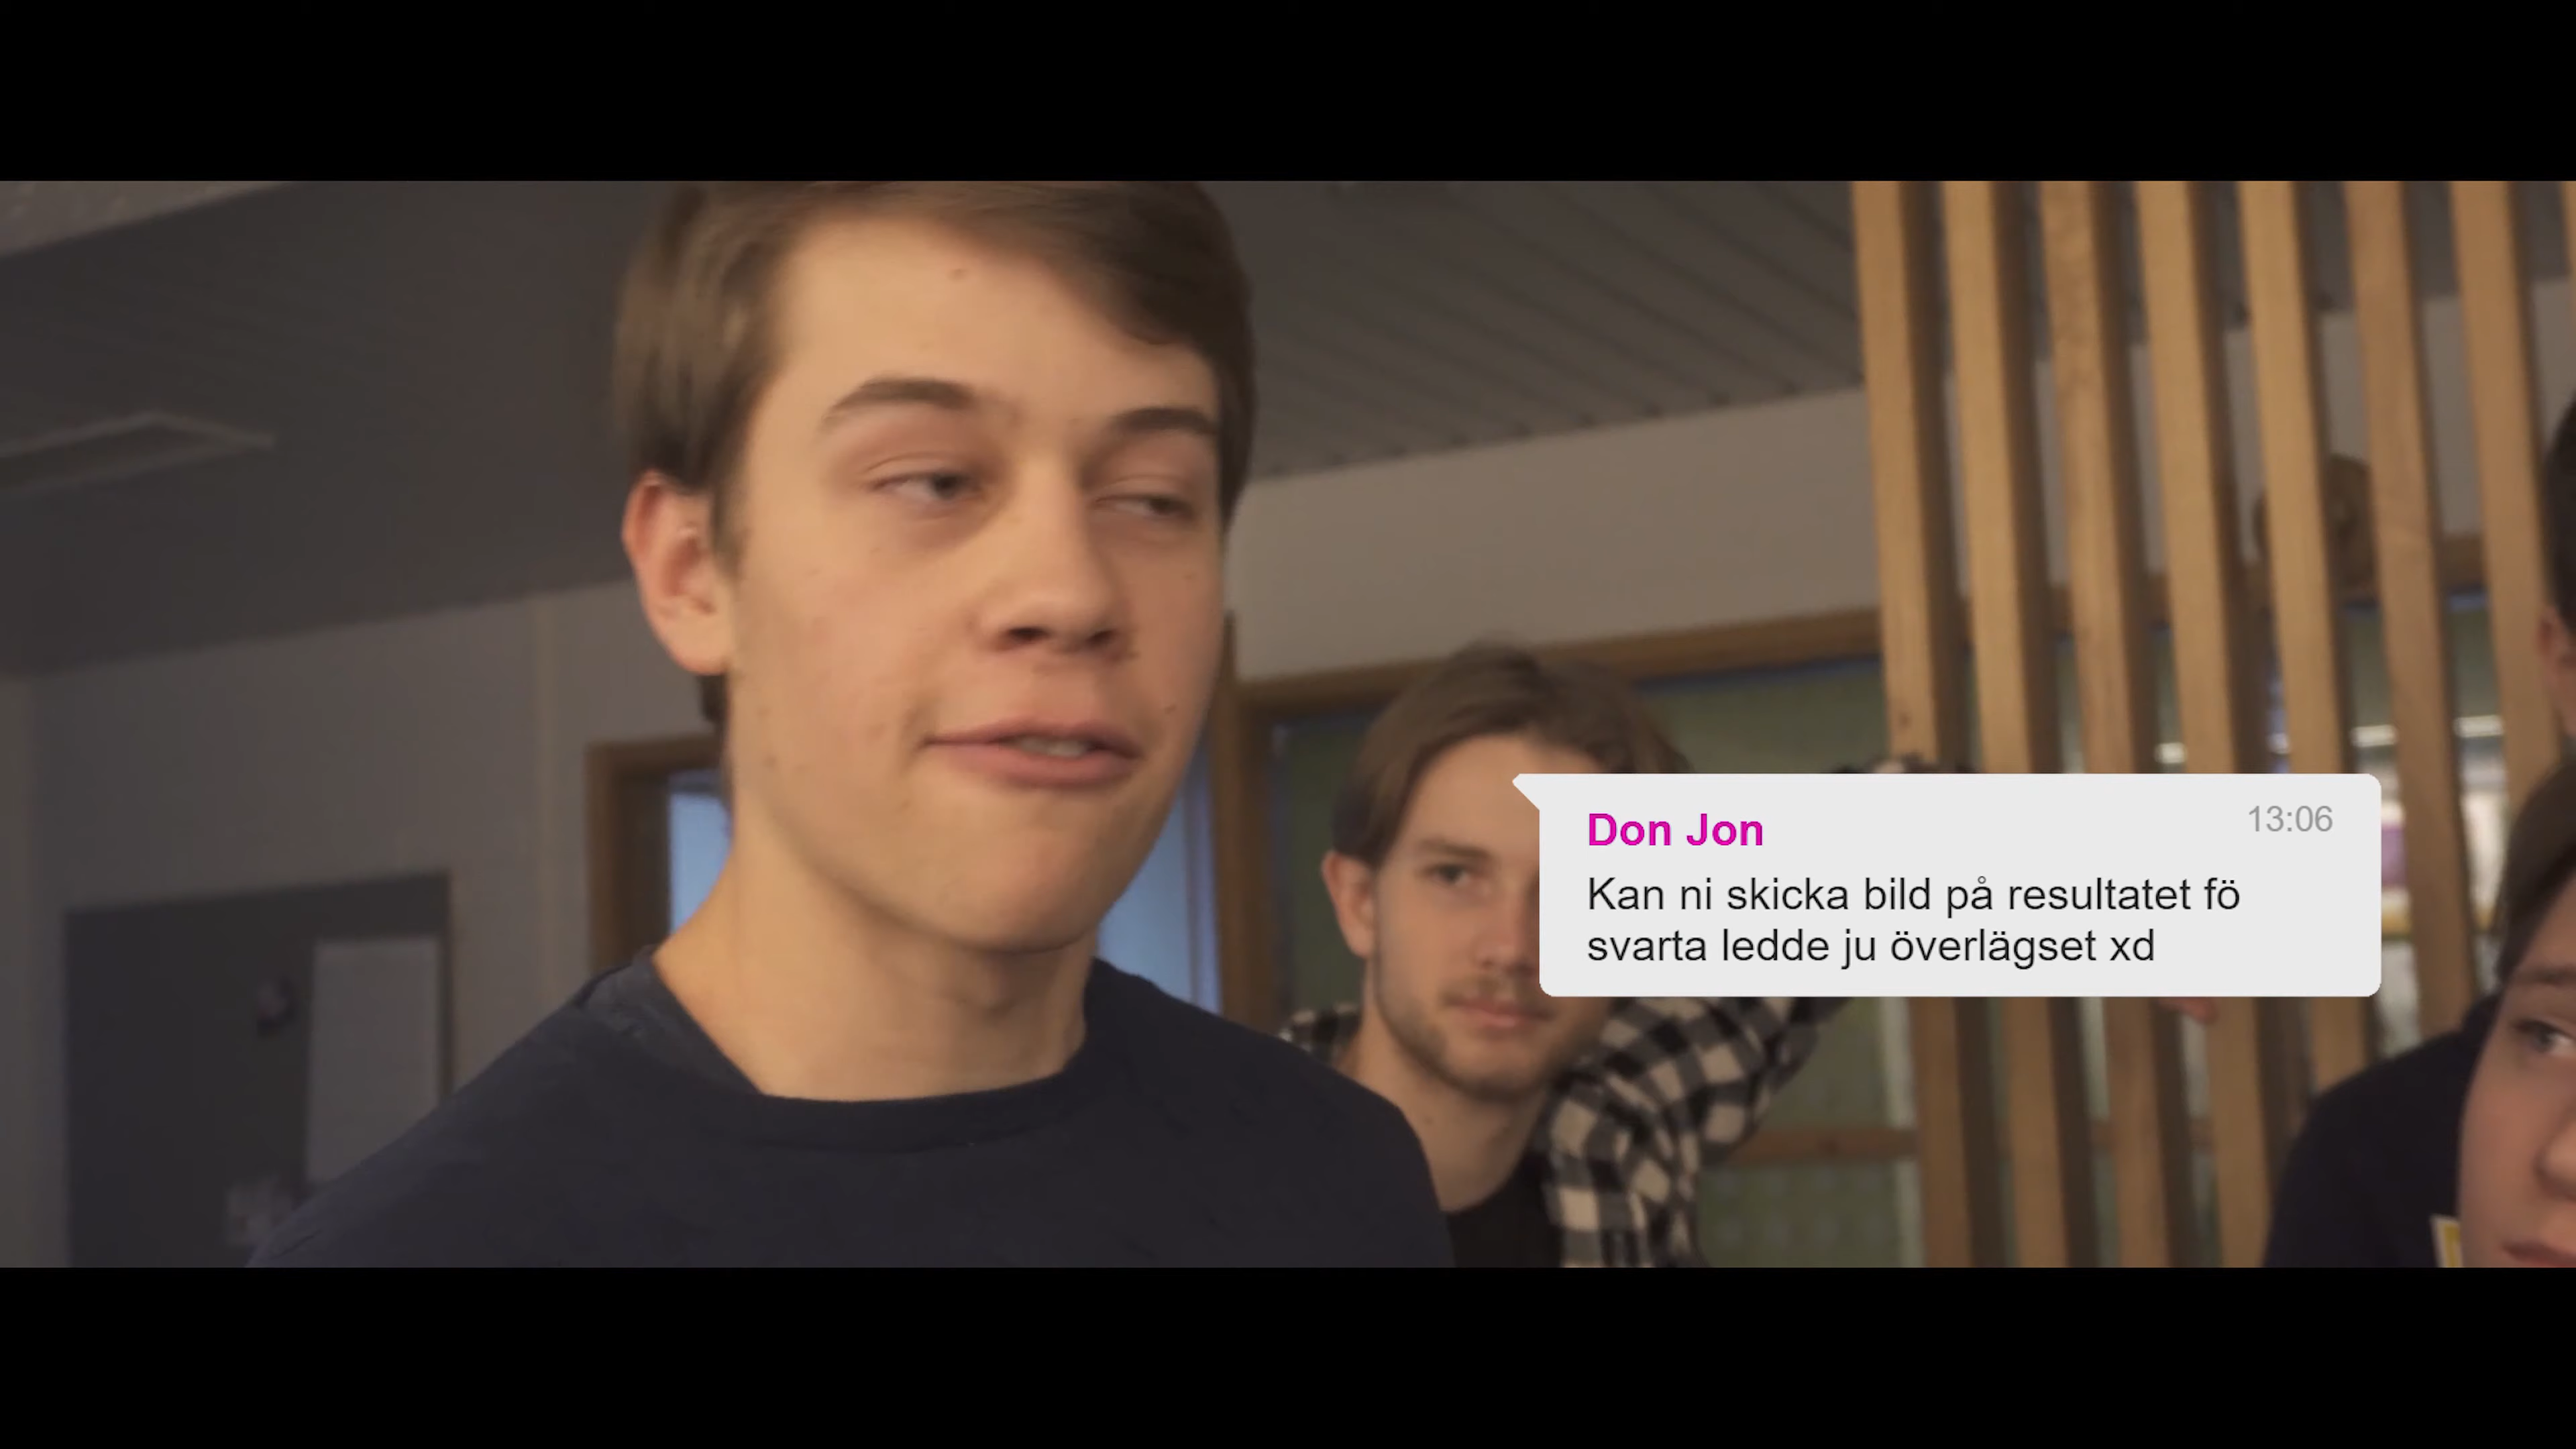 Don Jon
13:06
Kan ni skicka bild på resultatet fö
svarta ledde ju överlägset xd